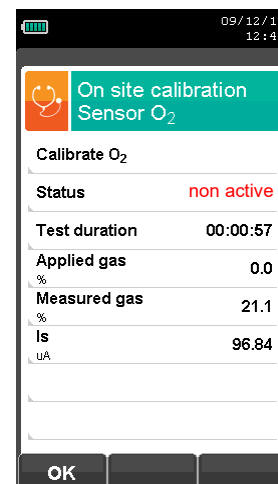 09/12/1
12:4
On site calibration
Sensor O₂
Calibrate O₂
Status non active
Test duration 00:00:57
Applied gas 0.0
%
Measured gas 21.1
%
Is 96.84
uA
OK